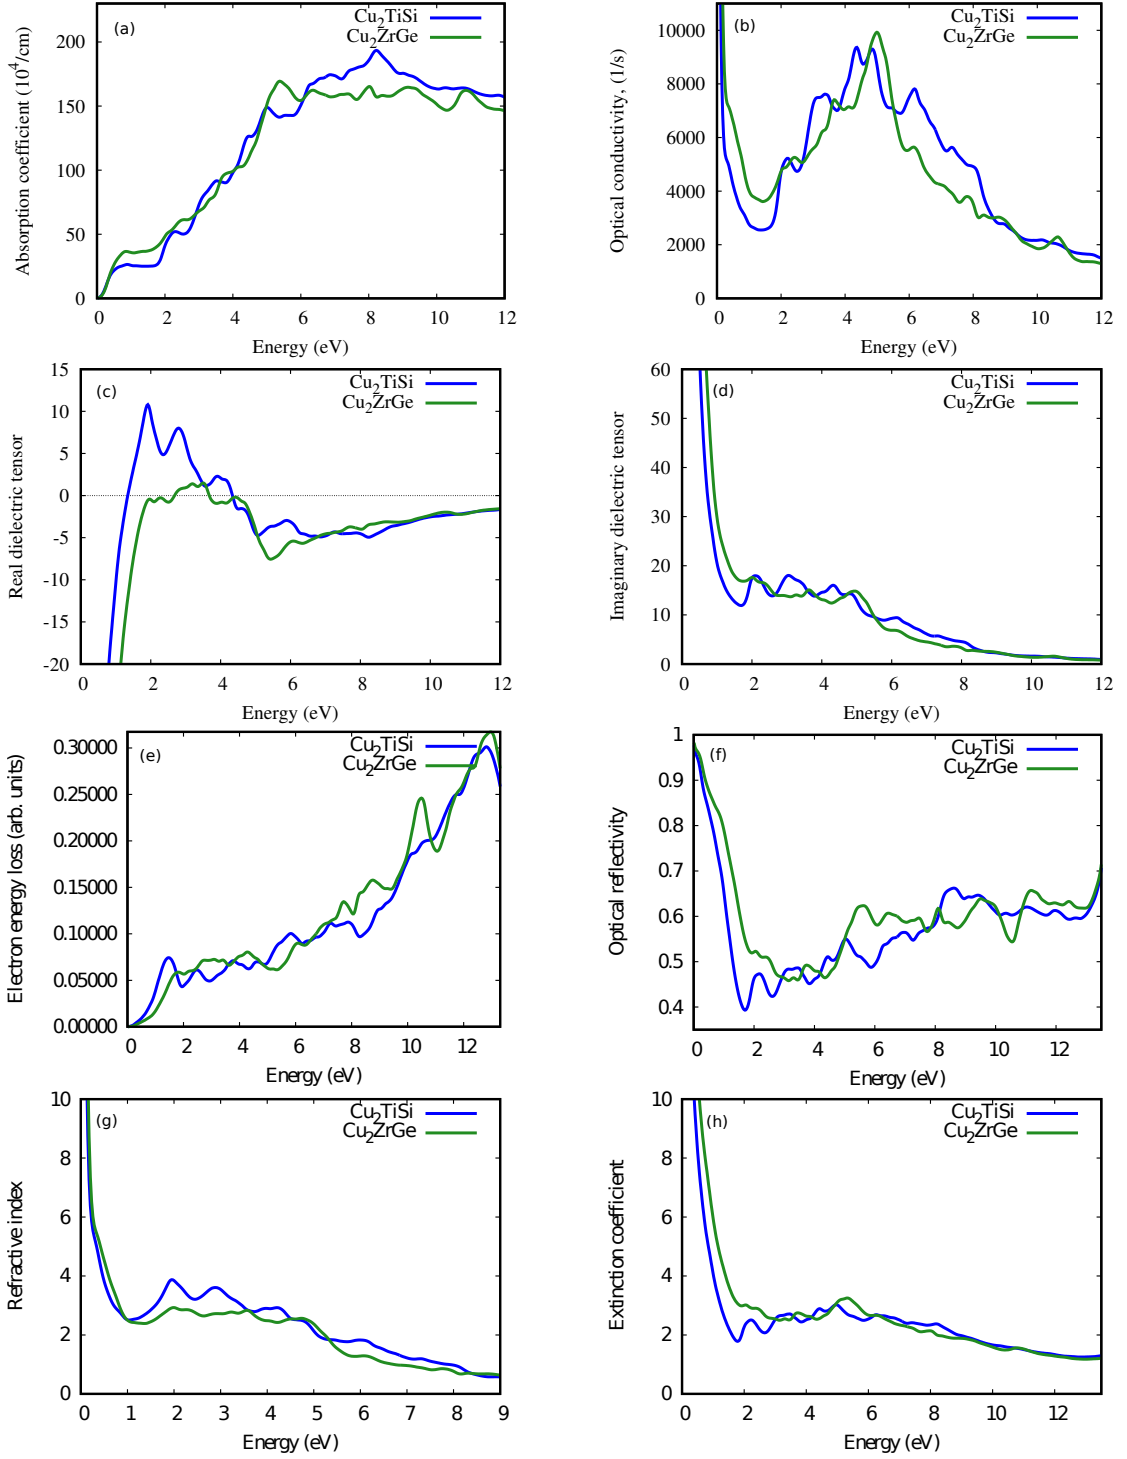 (a)
Cu2TiSi
Cu2ZrGe
Absorption coefficient (10^4/cm)
200
150
100
50
0
0 2 4 6 8 10 12
Energy (eV)
(b)
Cu2TiSi
Cu2ZrGe
Optical conductivity, (1/s)
10000
8000
6000
4000
2000
0
0 2 4 6 8 10 12
Energy (eV)
(c)
Cu2TiSi
Cu2ZrGe
Real dielectric tensor
15
10
5
0
-5
-10
-15
-20
0 2 4 6 8 10 12
Energy (eV)
(d)
Cu2TiSi
Cu2ZrGe
Imaginary dielectric tensor
60
50
40
30
20
10
0
0 2 4 6 8 10 12
Energy (eV)
(e)
Cu2TiSi
Cu2ZrGe
Electron energy loss (arb. units)
0.30000
0.25000
0.20000
0.15000
0.10000
0.05000
0.00000
0 2 4 6 8 10 12
Energy (eV)
(f)
Cu2TiSi
Cu2ZrGe
Optical reflectivity
1
0.9
0.8
0.7
0.6
0.5
0.4
0 2 4 6 8 10 12
Energy (eV)
(g)
Cu2TiSi
Cu2ZrGe
Refractive index
10
8
6
4
2
0
0 1 2 3 4 5 6 7 8 9
Energy (eV)
(h)
Cu2TiSi
Cu2ZrGe
Extinction coefficient
10
8
6
4
2
0
0 2 4 6 8 10 12
Energy (eV)